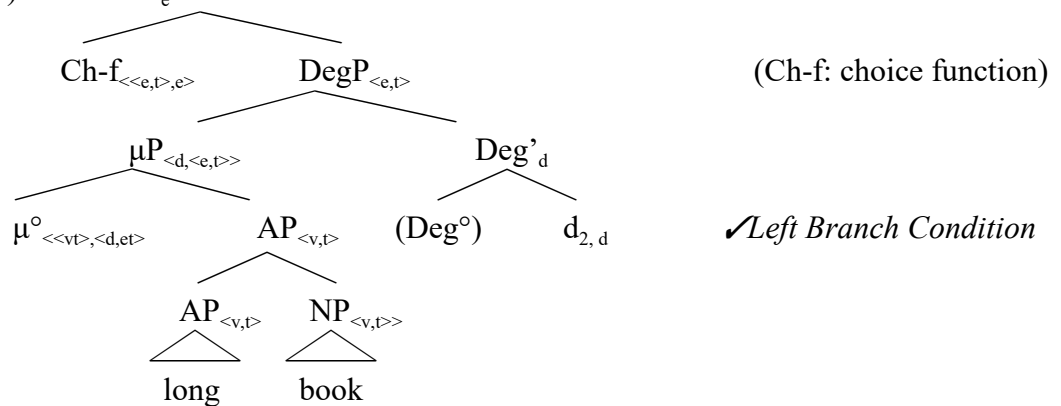 ) e
Ch-f<<e,t>,e> DegP<e,t> (Ch-f: choice function)
μP<d,<e,t>> Deg’d
μ°<<vt>,<d,et> AP<v,t> (Deg°) d2, d ✓Left Branch Condition
AP<v,t> NP<v,t>>
long book